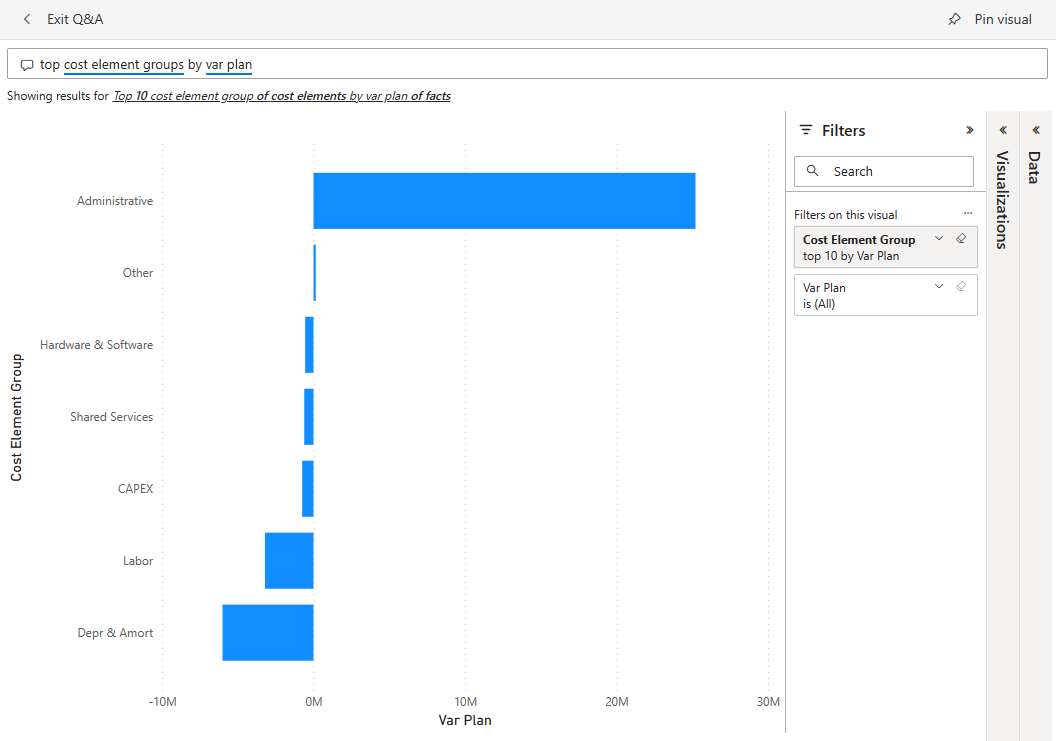 Exit Q&A
Pin visual
top cost element groups by var plan
Showing results for Top 10 cost element group of cost elements by var plan of facts
Cost Element Group
Administrative
Other
Hardware & Software
Shared Services
CAPEX
Labor
Depr & Amort
-10M
0M
10M
20M
30M
Var Plan
Filters
Search
Filters on this visual
...
Cost Element Group
top 10 by Var Plan
Var Plan
is (All)
Visualizations
Data